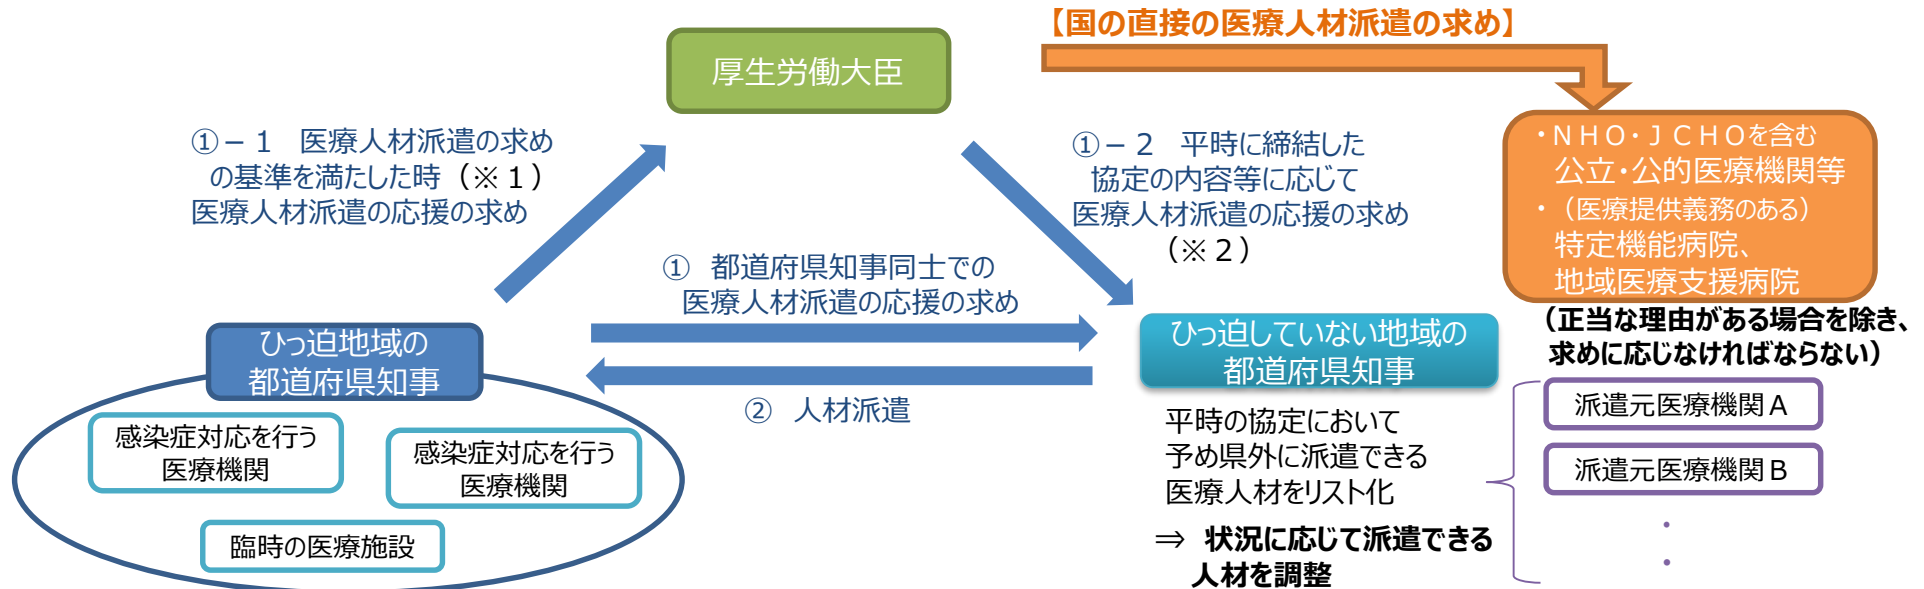 【国の直接の医療人材派遣の求め】
厚生労働大臣
①－１　医療人材派遣の求め
の基準を満たした時（※１）
医療人材派遣の応援の求め
①－２　平時に締結した
協定の内容等に応じて
医療人材派遣の応援の求め
（※２）
・ＮＨＯ・ＪＣＨＯを含む
公立・公的医療機関等
・（医療提供義務のある）
特定機能病院、
地域医療支援病院
（正当な理由がある場合を除き、
求めに応じなければならない）
①　都道府県知事同士での
医療人材派遣の応援の求め
ひっ迫地域の
都道府県知事
ひっ迫していない地域の
都道府県知事
②　人材派遣
感染症対応を行う
医療機関
感染症対応を行う
医療機関
臨時の医療施設
平時の協定において
予め県外に派遣できる
医療人材をリスト化
⇒　状況に応じて派遣できる
人材を調整
派遣元医療機関Ａ
派遣元医療機関Ｂ
・
・